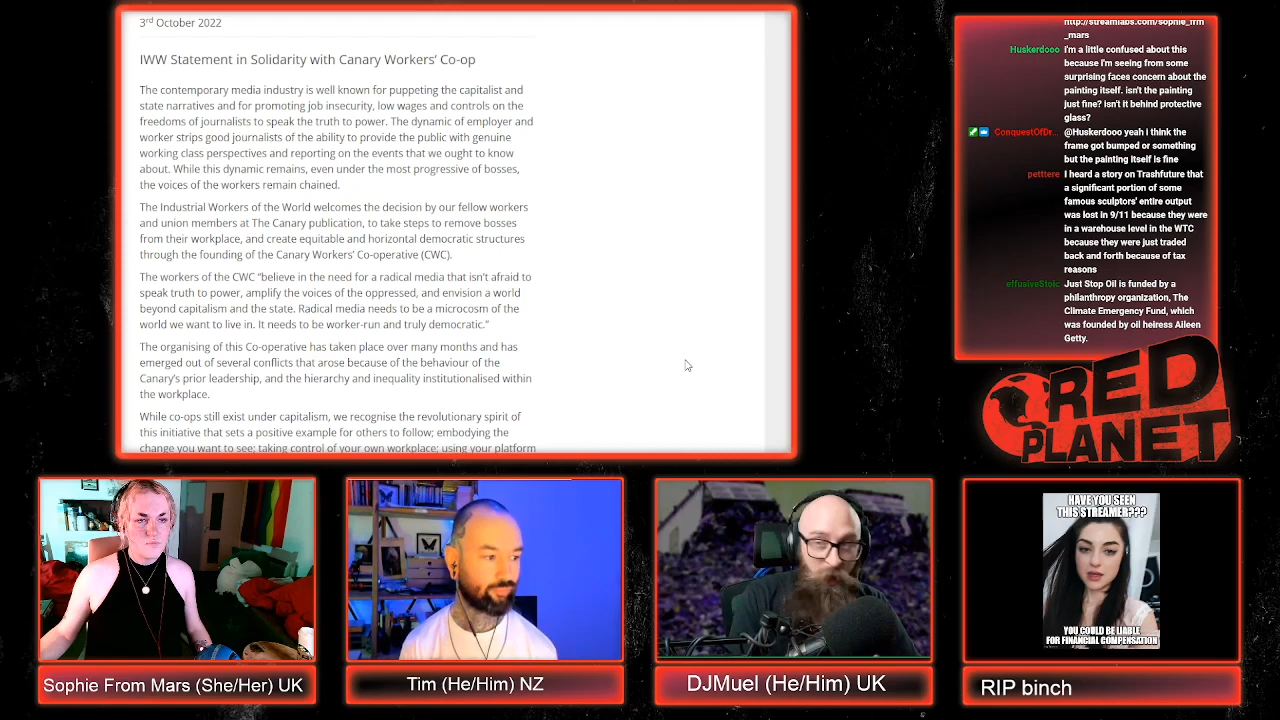 3rd October 2022
IWW Statement in Solidarity with Canary Workers' Co-op
The contemporary media industry is well known for puppeting the capitalist and
state narratives and for promoting job insecurity, low wages and controls on the
freedoms of journalists to speak the truth to power. The dynamic of employer and
worker strips good journalists of the ability to provide the public with genuine
working class perspectives and reporting on the events that we ought to know
about. While this dynamic remains, even under the most progressive of bosses,
the voices of the workers remain chained.
The Industrial Workers of the World welcomes the decision by our fellow workers
and union members at The Canary publication, to take steps to remove bosses
from their workplace, and create equitable and horizontal democratic structures
through the founding of the Canary Workers' Co-operative (CWC).
The workers of the CWC "believe in the need for a radical media that isn't afraid to
speak truth to power, amplify the voices of the oppressed, and envision a world
beyond capitalism and the state. Radical media needs to be a microcosm of the
world we want to live in. It needs to be worker-run and truly democratic."
The organising of this Co-operative has taken place over many months and has
emerged out of several conflicts that arose because of the behaviour of the
Canary's prior leadership, and the hierarchy and inequality institutionalised within
the workplace.
While co-ops still exist under capitalism, we recognise the revolutionary spirit of
this initiative that sets a positive example for others to follow; embodying the
change you want to see; taking control of your own workplace; using your platform
http://streamlabs.com/sophie_frm
_mars
Huskerdooo I'm a little confused about this
because i'm seeing from some
surprising faces concern about the
painting itself. isn't the painting
just fine? isn't it behind protective
glass?
ConquestOfDr... @Huskerdooo yeah i think the
frame got bumped or something
but the painting itself is fine
petttere I heard a story on Trashfuture that
a significant portion of some
famous sculptors' entire output
was lost in 9/11 because they were
in a warehouse level in the WTC
because they were just traded
back and forth because of tax
reasons
effusiveStoic Just Stop Oil is funded by a
philanthropy organization, The
Climate Emergency Fund, which
was founded by oil heiress Aileen
Getty.
RED
PLANET
HAVE YOU SEEN
THIS STREAMER???
YOU COULD BE LIABLE
FOR FINANCIAL COMPENSATION
Sophie From Mars (She/Her) UK
Tim (He/Him) NZ
DJMuel (He/Him) UK
RIP binch